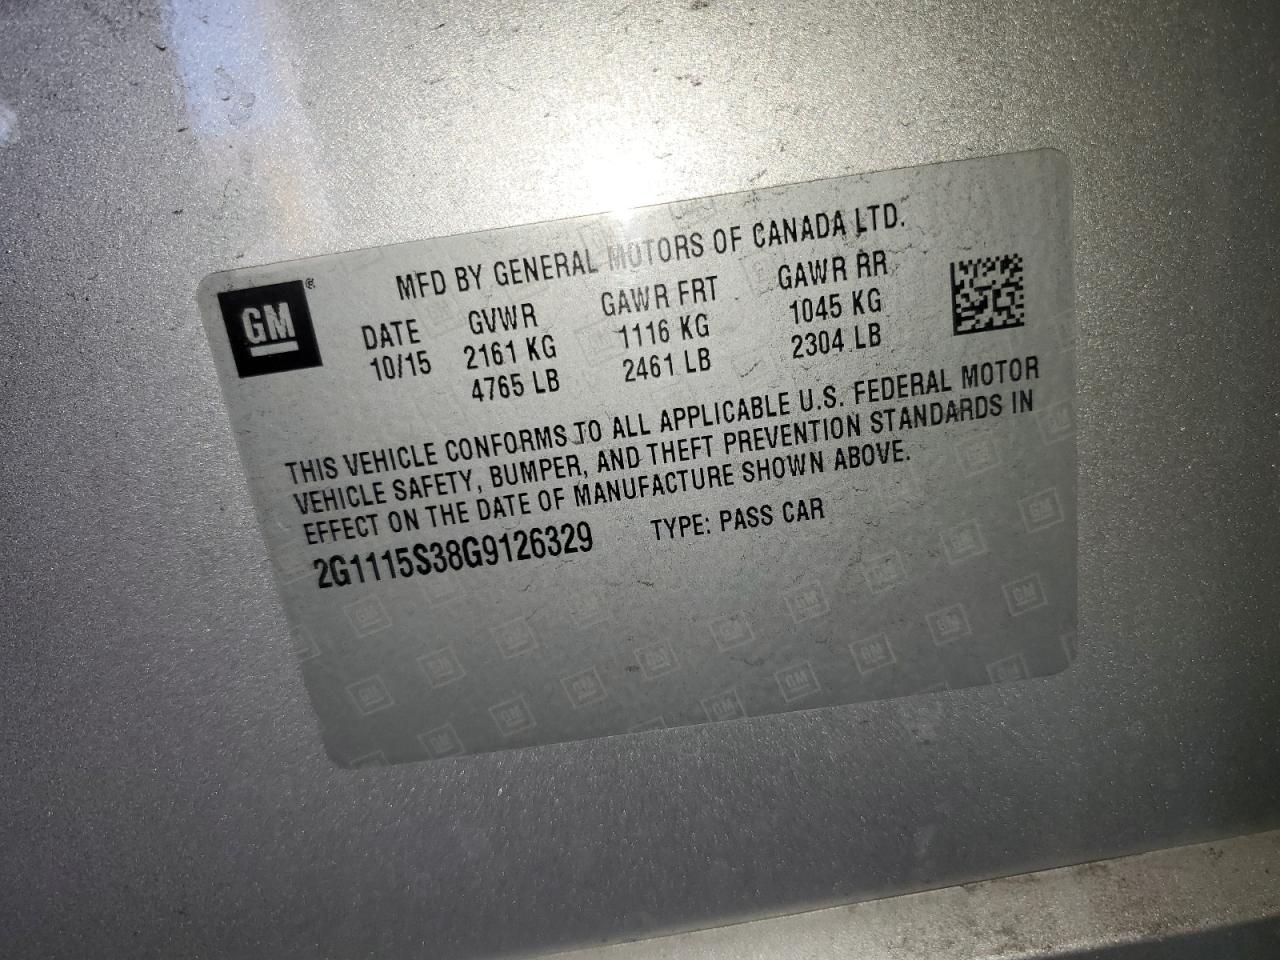 GM®
MFD BY GENERAL MOTORS OF CANADA LTD.
DATE GVWR GAWR FRT GAWR RR
10/15 2161 KG 1116 KG 1045 KG
4765 LB 2461 LB 2304 LB
THIS VEHICLE CONFORMS TO ALL APPLICABLE U.S. FEDERAL MOTOR
VEHICLE SAFETY, BUMPER, AND THEFT PREVENTION STANDARDS IN
EFFECT ON THE DATE OF MANUFACTURE SHOWN ABOVE.
2G1115S38G9126329 TYPE: PASS CAR